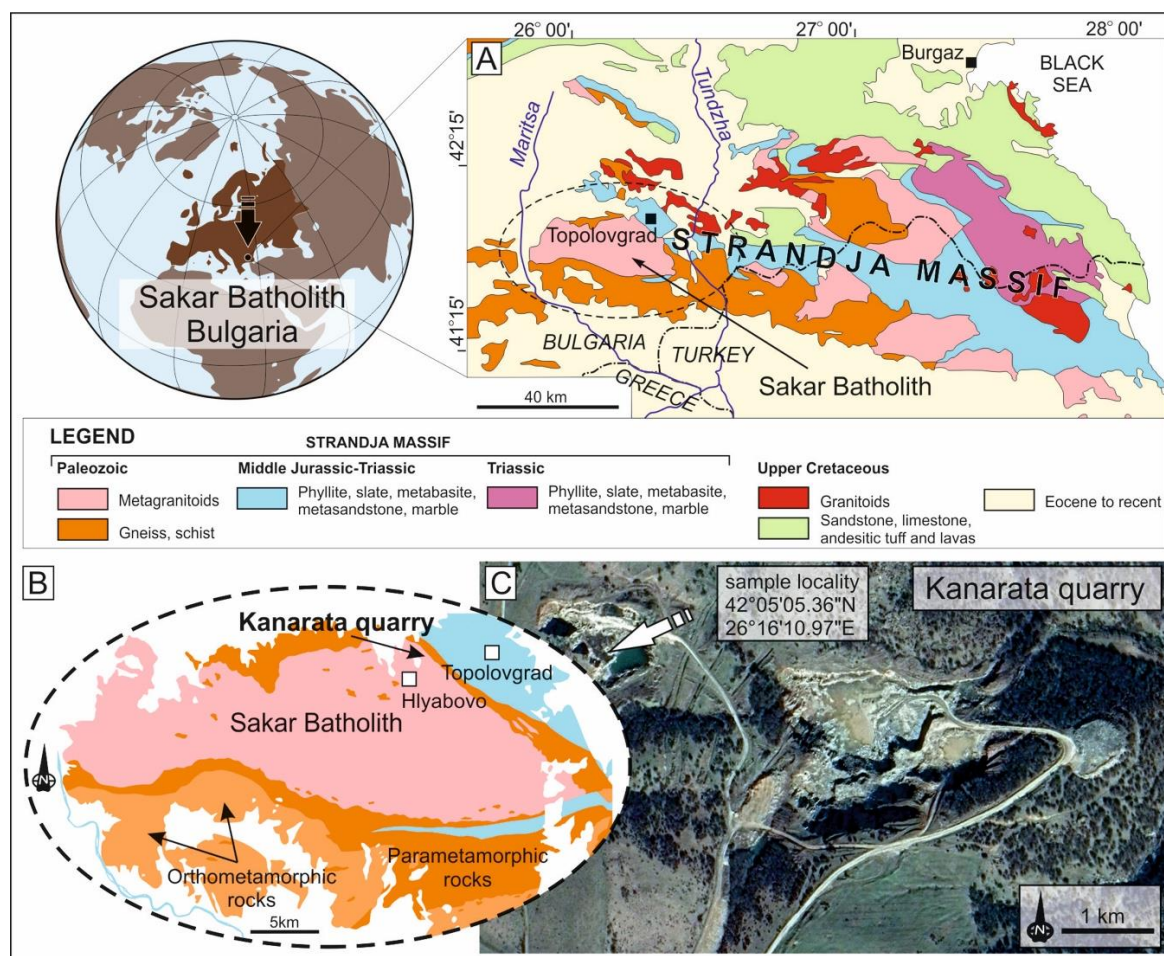 26° 00'
27° 00'
28° 00'
A
Burgaz
BLACK
SEA
Maritsa
Tundzha
42°15'
Topolovgrad
STRANDJA MASSIF
41°15'
BULGARIA
TURKEY
GREECE
Sakar Batholith
40 km
Sakar Batholith
Bulgaria
LEGEND
STRANDJA MASSIF
Paleozoic
Metagranitoids
Gneiss, schist
Middle Jurassic-Triassic
Phyllite, slate, metabasite,
metasandstone, marble
Triassic
Phyllite, slate, metabasite,
metasandstone, marble
Upper Cretaceous
Granitoids
Sandstone, limestone,
andesitic tuff and lavas
Eocene to recent
B
Kanarata quarry
Topolovgrad
Hlyabovo
Sakar Batholith
N
Parametamorphic
rocks
Orthometamorphic
rocks
5km
C
sample locality
42°05'05.36"N
26°16'10.97"E
Kanarata quarry
N
1 km